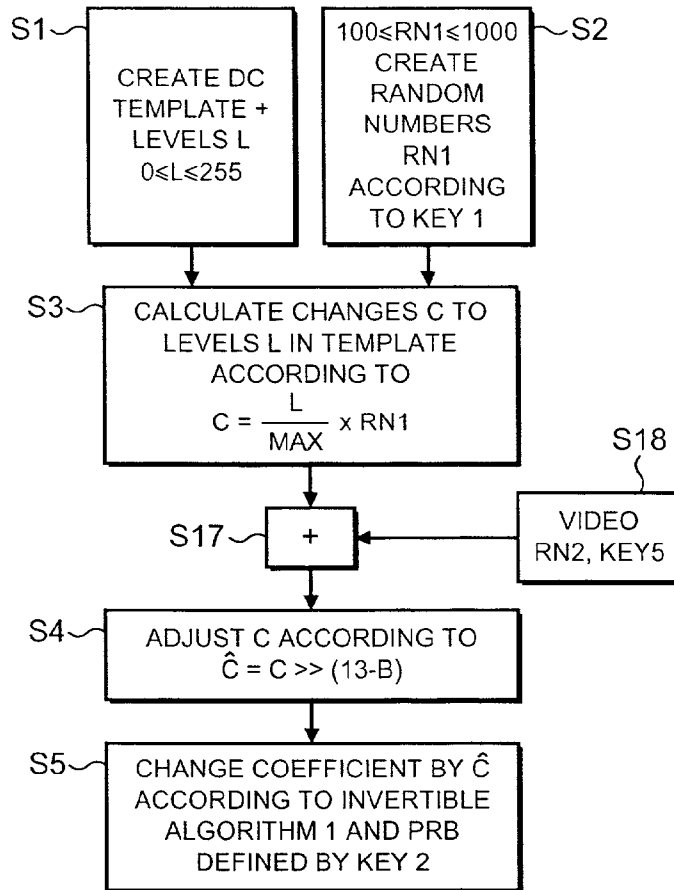 S1
CREATE DC
TEMPLATE +
LEVELS L
0≤L≤255
S2
100≤RN1≤1000
CREATE
RANDOM
NUMBERS
RN1
ACCORDING
TO KEY 1
S3
CALCULATE CHANGES C TO
LEVELS L IN TEMPLATE
ACCORDING TO
C = L/MAX x RN1
S17
+
S18
VIDEO
RN2, KEY5
S4
ADJUST C ACCORDING TO
Ĉ = C >> (13-B)
S5
CHANGE COEFFICIENT BY Ĉ
ACCORDING TO INVERTIBLE
ALGORITHM 1 AND PRB
DEFINED BY KEY 2